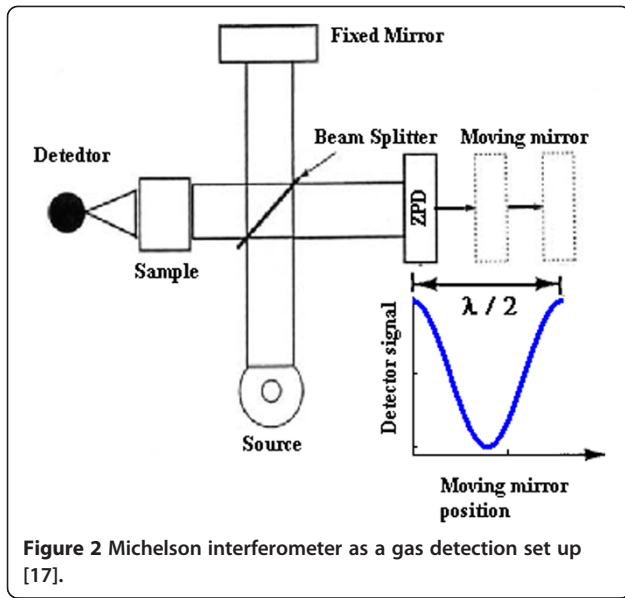 Fixed Mirror
Beam Splitter
Moving mirror
Detedtor
ZPD
Sample
λ / 2
Detector signal
Source
Moving mirror
position
Figure 2 Michelson interferometer as a gas detection set up
[17].